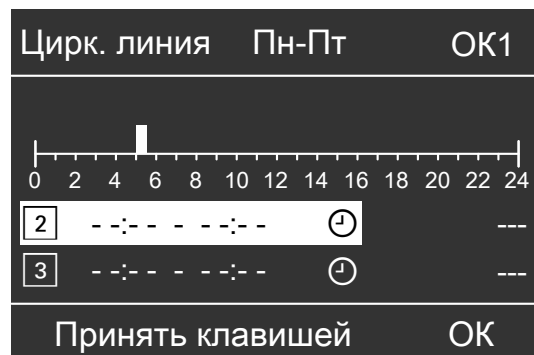 Цирк. линия Пн-Пт ОК1
0 2 4 6 8 10 12 14 16 18 20 22 24
2 - -:- - - - -:- - ---
3 - -:- - - - -:- - ---
Принять клавишей ОК